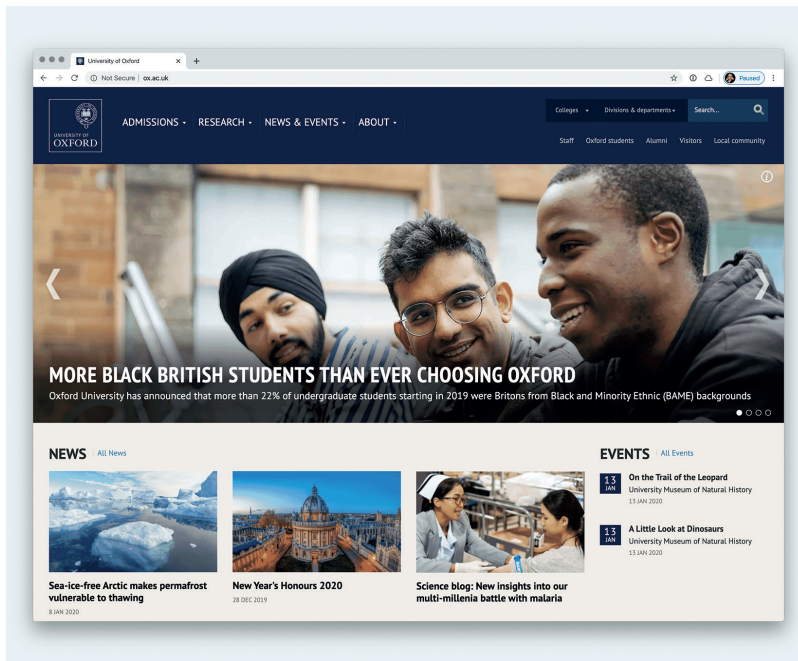 University of Oxford
Not Secure ox.ac.uk
Paused
UNIVERSITY OF
OXFORD
ADMISSIONS
RESEARCH
NEWS & EVENTS
ABOUT
Colleges
Divisions & departments
Search...
Staff
Oxford students
Alumni
Visitors
Local community
MORE BLACK BRITISH STUDENTS THAN EVER CHOOSING OXFORD
Oxford University has announced that more than 22% of undergraduate students starting in 2019 were Britons from Black and Minority Ethnic (BAME) backgrounds
NEWS
All News
Sea-ice-free Arctic makes permafrost
vulnerable to thawing
8 JAN 2020
New Year's Honours 2020
28 DEC 2019
Science blog: New insights into our
multi-millenia battle with malaria
EVENTS
All Events
13
JAN
On the Trail of the Leopard
University Museum of Natural History
13 JAN 2020
13
JAN
A Little Look at Dinosaurs
University Museum of Natural History
13 JAN 2020